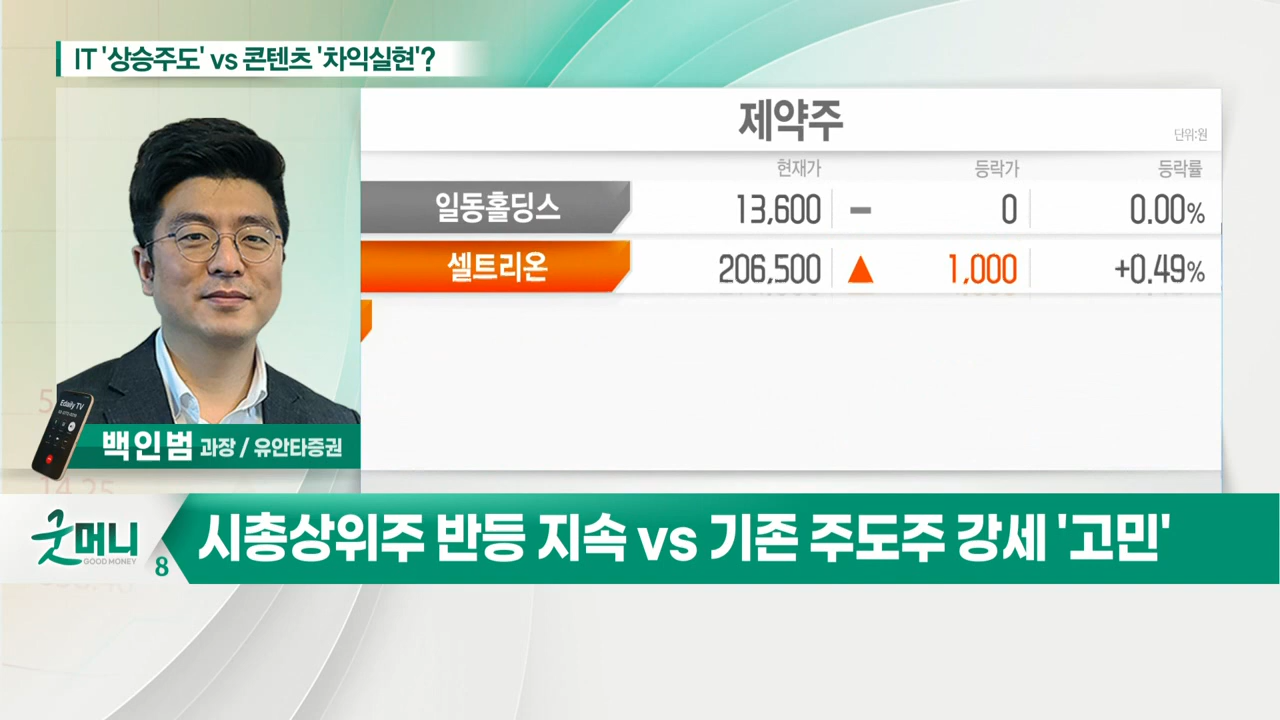 IT '상승주도' vs 콘텐츠 '차익실현'?
제약주
단위:원
현재가 등락가 등락률
일동홀딩스 13,600 0 0.00%
셀트리온 206,500 ▲ 1,000 +0.49%
Edaily TV
백인범 과장 / 유안타증권
굿머니
GOOD MONEY
8
시총상위주 반등 지속 vs 기존 주도주 강세 '고민'